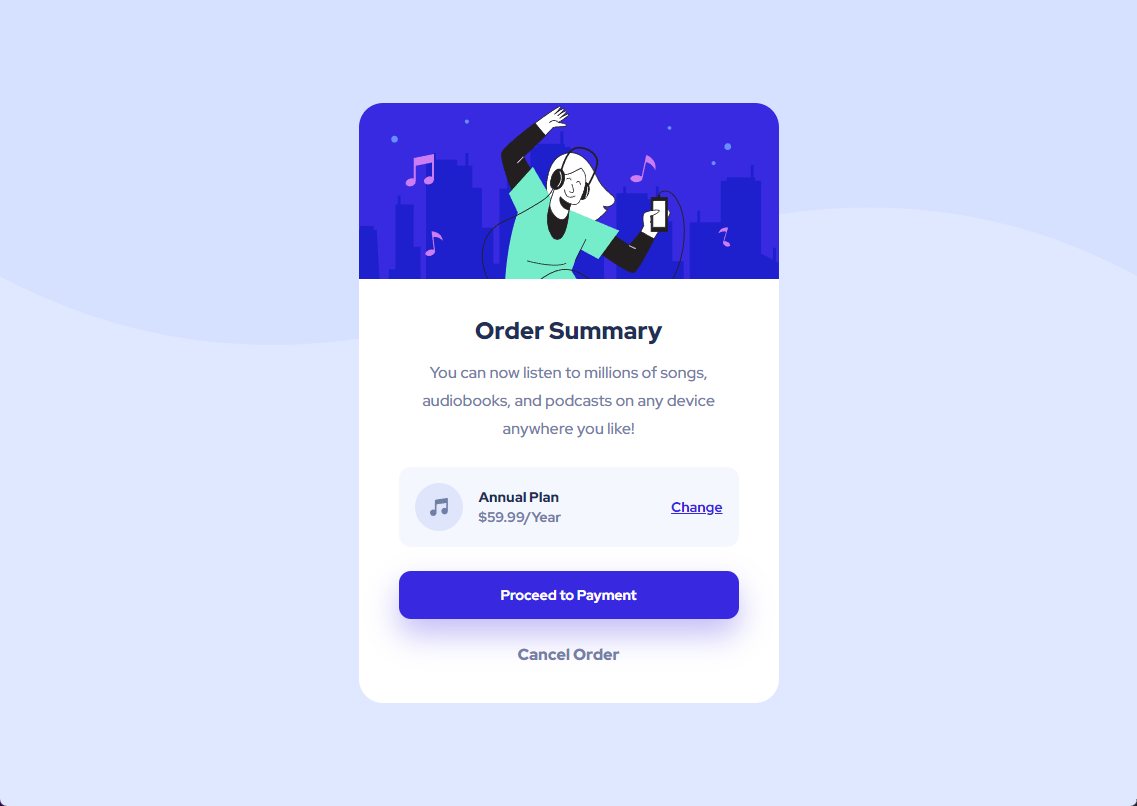 Order Summary
You can now listen to millions of songs,
audiobooks, and podcasts on any device
anywhere you like!
Annual Plan
$59.99/Year
Change
Proceed to Payment
Cancel Order